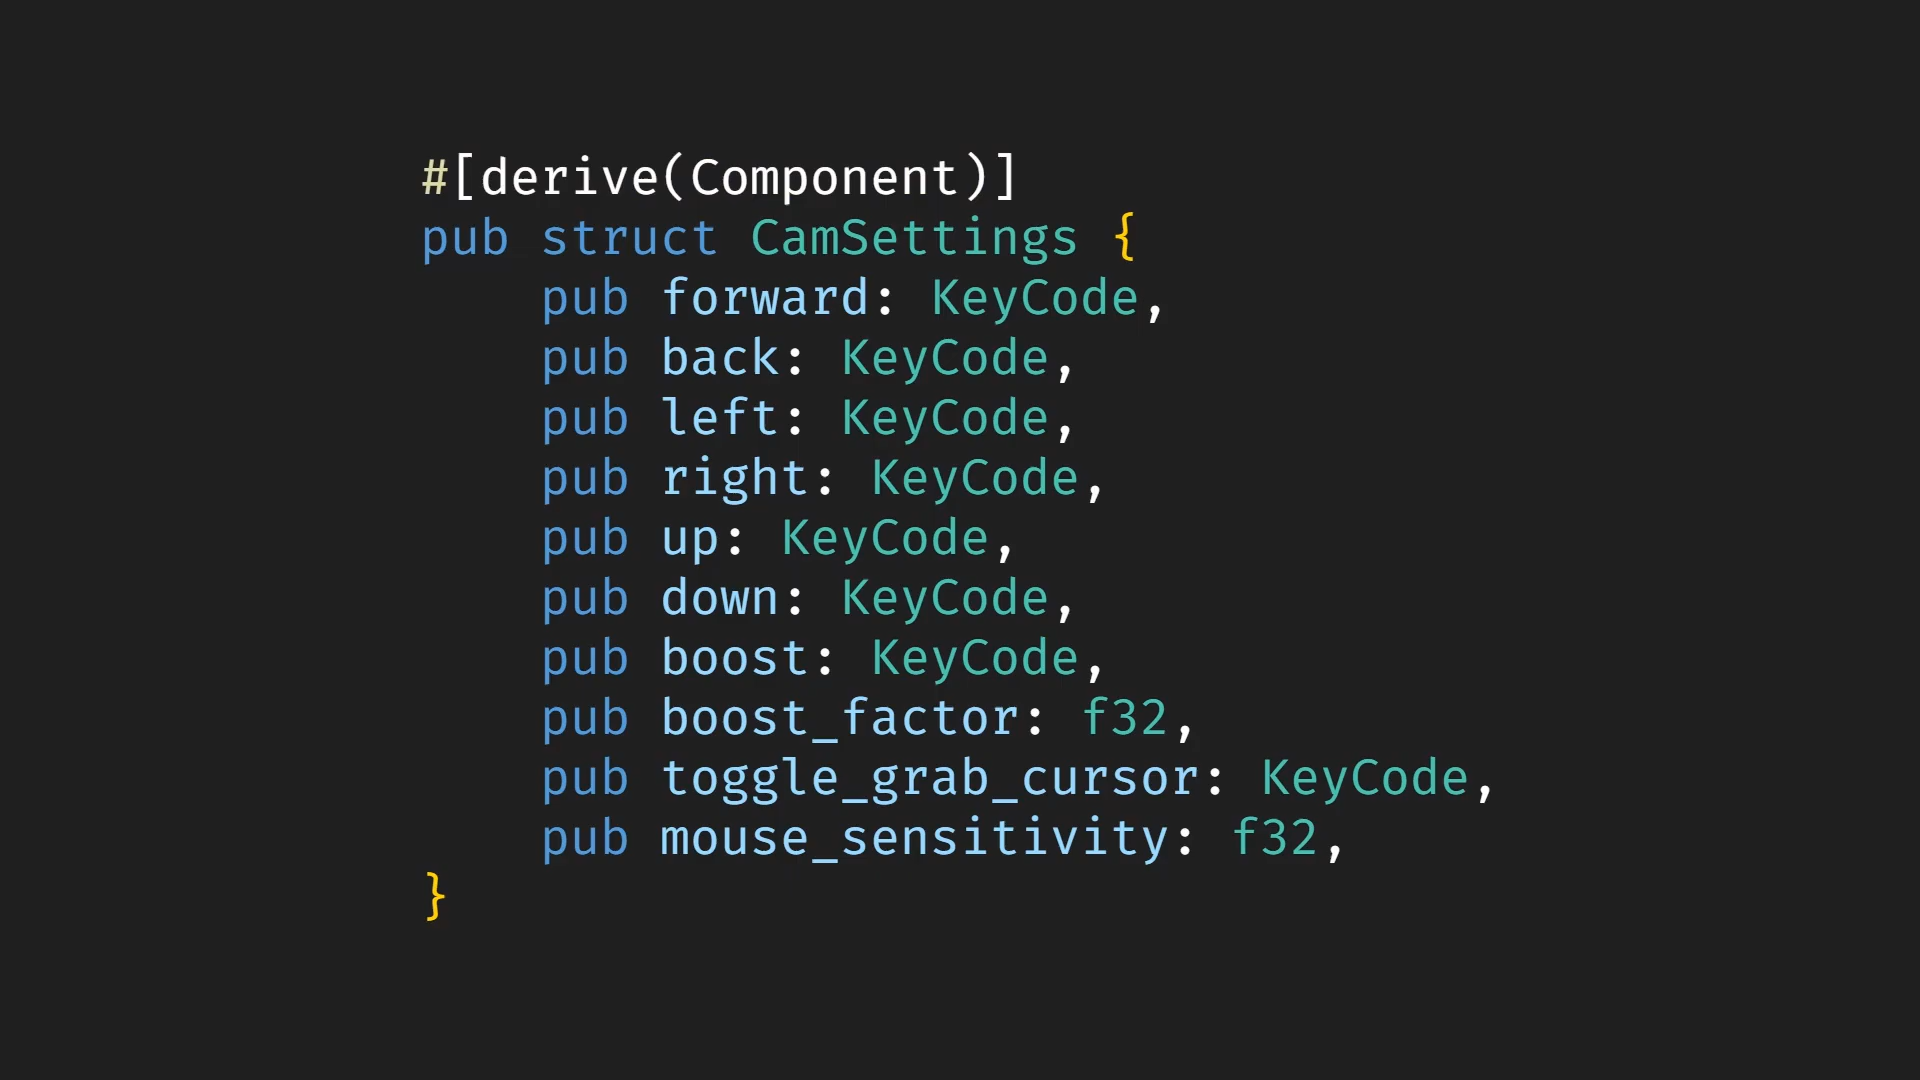 #[derive(Component)]
pub struct CamSettings {
    pub forward: KeyCode,
    pub back: KeyCode,
    pub left: KeyCode,
    pub right: KeyCode,
    pub up: KeyCode,
    pub down: KeyCode,
    pub boost: KeyCode,
    pub boost_factor: f32,
    pub toggle_grab_cursor: KeyCode,
    pub mouse_sensitivity: f32,
}